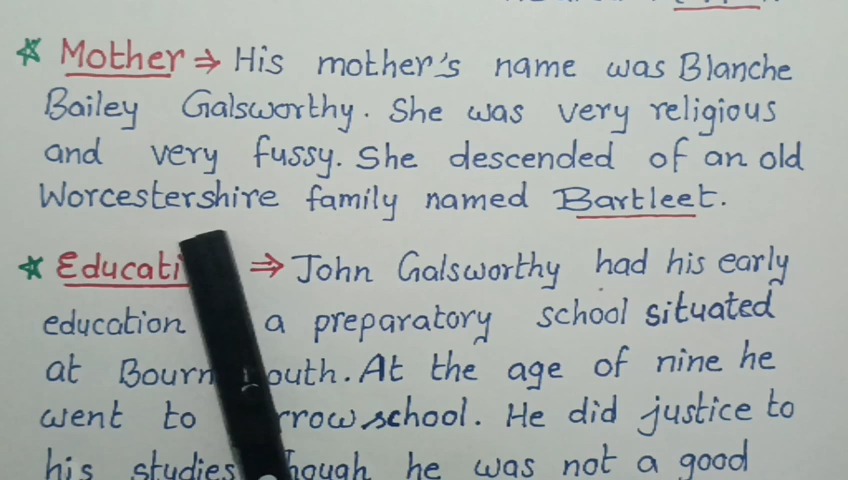 ☆ Mother ⇒ His mother's name was Blanche
Bailey Galsworthy. She was very religious
and very fussy. She descended of an old
Worcestershire family named Bartleet.
☆ ⇒ John Galsworthy had his early
education a preparatory school situated
at . At the age of nine he
went to school. He did justice to
his studies he was not a good